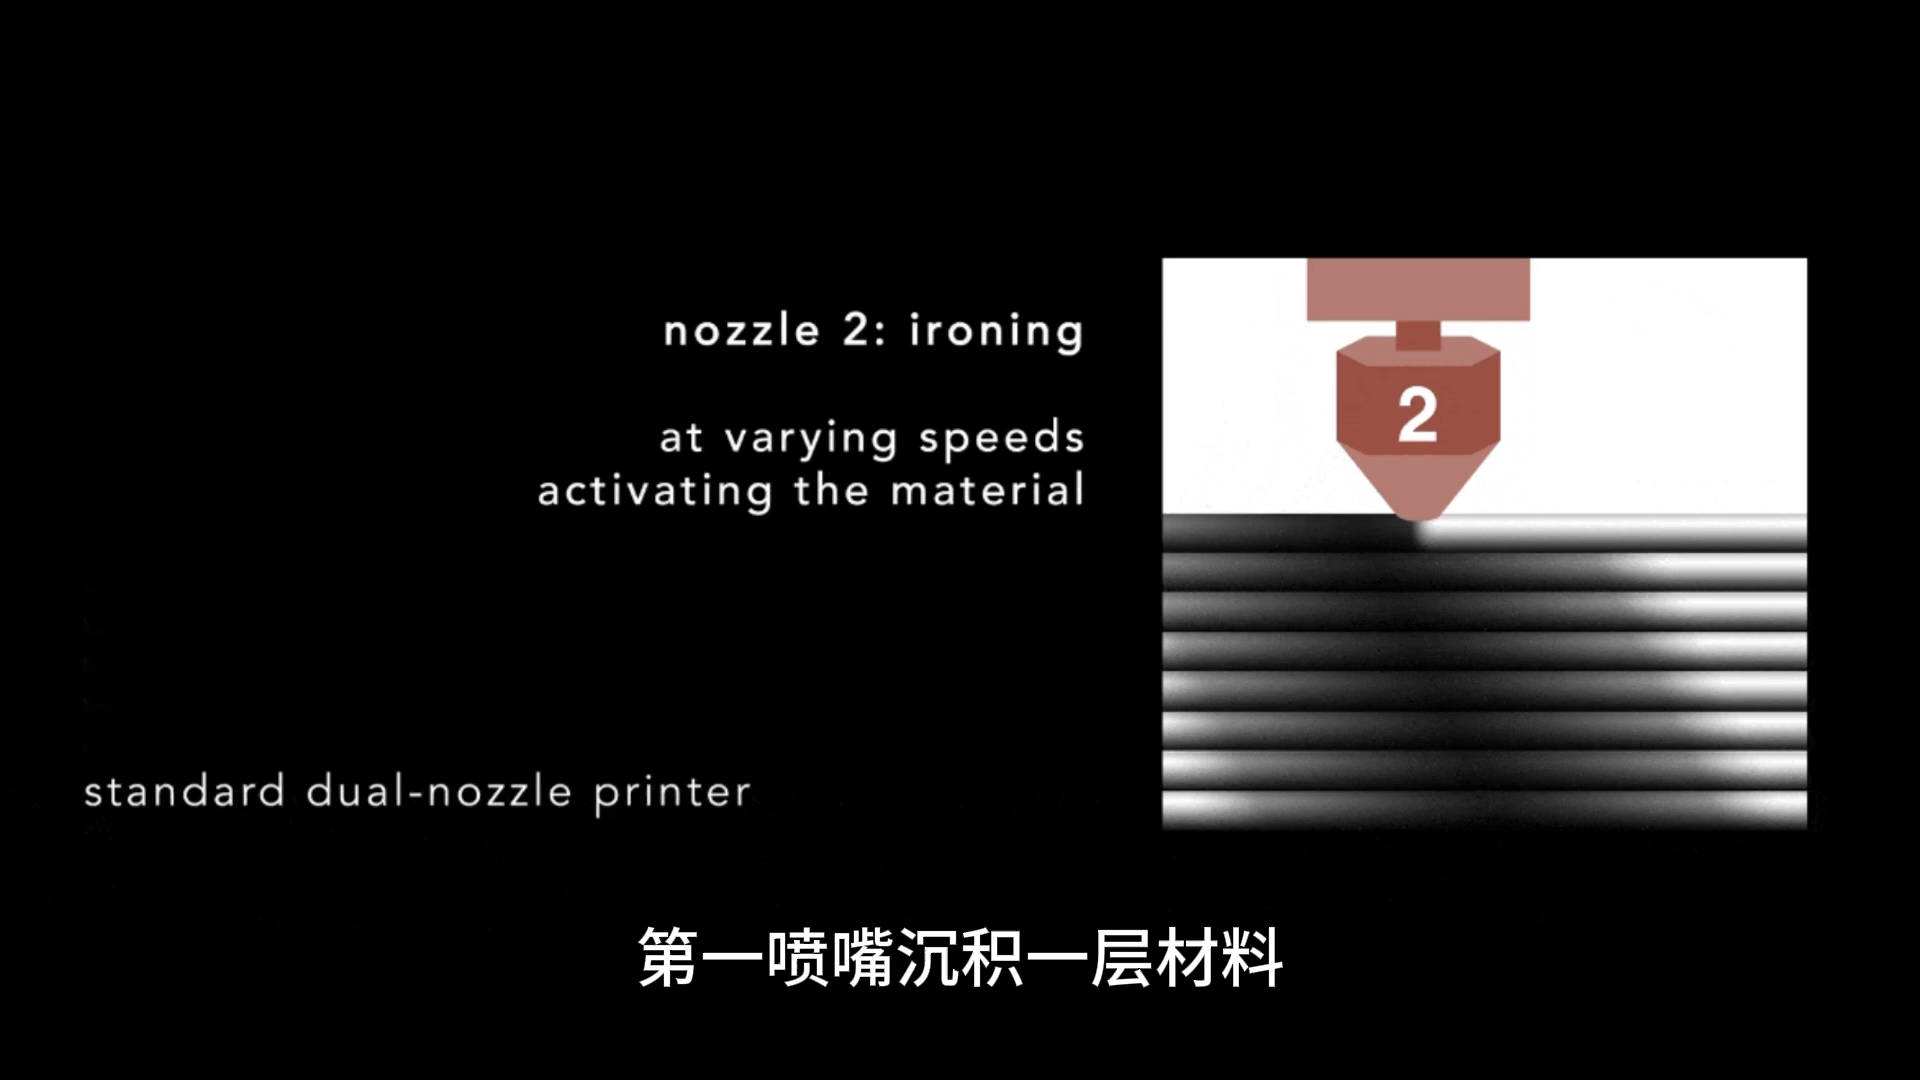 nozzle 2: ironing
at varying speeds
activating the material
2
standard dual-nozzle printer
第一喷嘴沉积一层材料